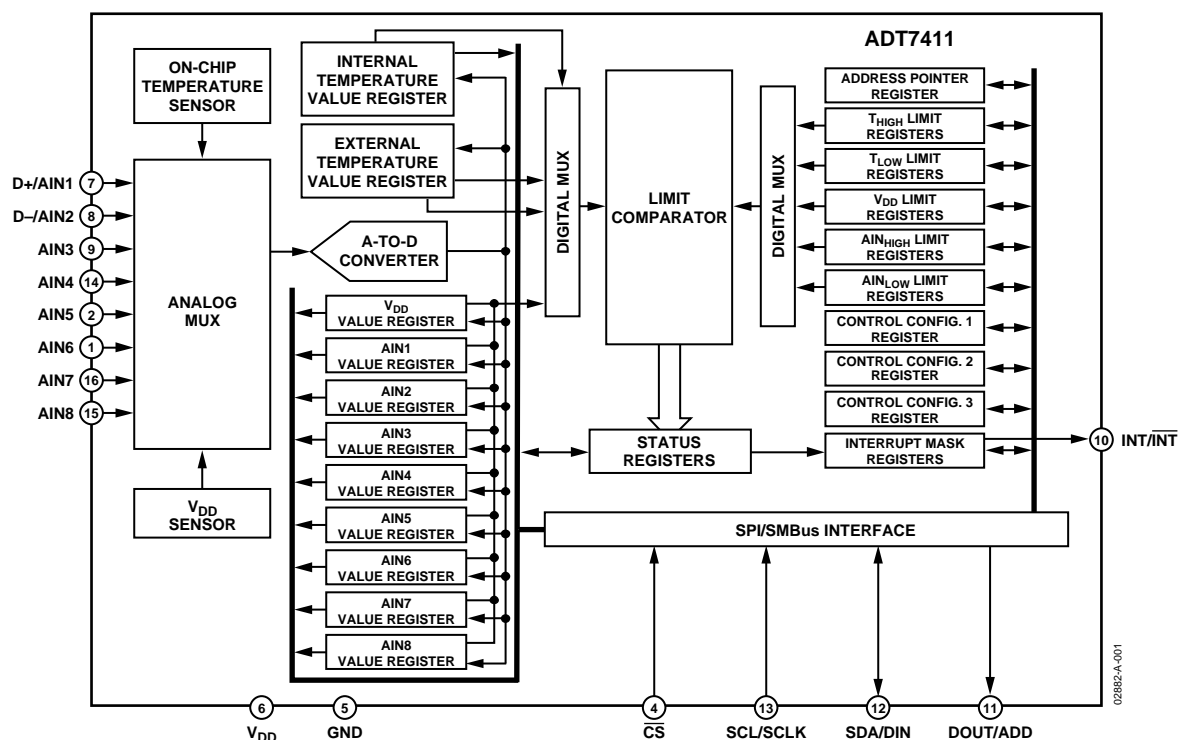 ADT7411
ON-CHIP
TEMPERATURE
SENSOR
INTERNAL
TEMPERATURE
VALUE REGISTER
EXTERNAL
TEMPERATURE
VALUE REGISTER
D+/AIN1 7
D–/AIN2 8
AIN3 9
AIN4 14
AIN5 2
AIN6 1
AIN7 16
AIN8 15
ANALOG
MUX
VDD
SENSOR
A-TO-D
CONVERTER
VDD
VALUE REGISTER
AIN1
VALUE REGISTER
AIN2
VALUE REGISTER
AIN3
VALUE REGISTER
AIN4
VALUE REGISTER
AIN5
VALUE REGISTER
AIN6
VALUE REGISTER
AIN7
VALUE REGISTER
AIN8
VALUE REGISTER
DIGITAL MUX
LIMIT
COMPARATOR
DIGITAL MUX
ADDRESS POINTER
REGISTER
THIGH LIMIT
REGISTERS
TLOW LIMIT
REGISTERS
VDD LIMIT
REGISTERS
AINHIGH LIMIT
REGISTERS
AINLOW LIMIT
REGISTERS
CONTROL CONFIG. 1
REGISTER
CONTROL CONFIG. 2
REGISTER
CONTROL CONFIG. 3
REGISTER
INTERRUPT MASK
REGISTERS
STATUS
REGISTERS
10 INT/I̅N̅T̅
SPI/SMBus INTERFACE
6
VDD
5
GND
4
C̅S̅
13
SCL/SCLK
12
SDA/DIN
11
DOUT/ADD
02882-A-001